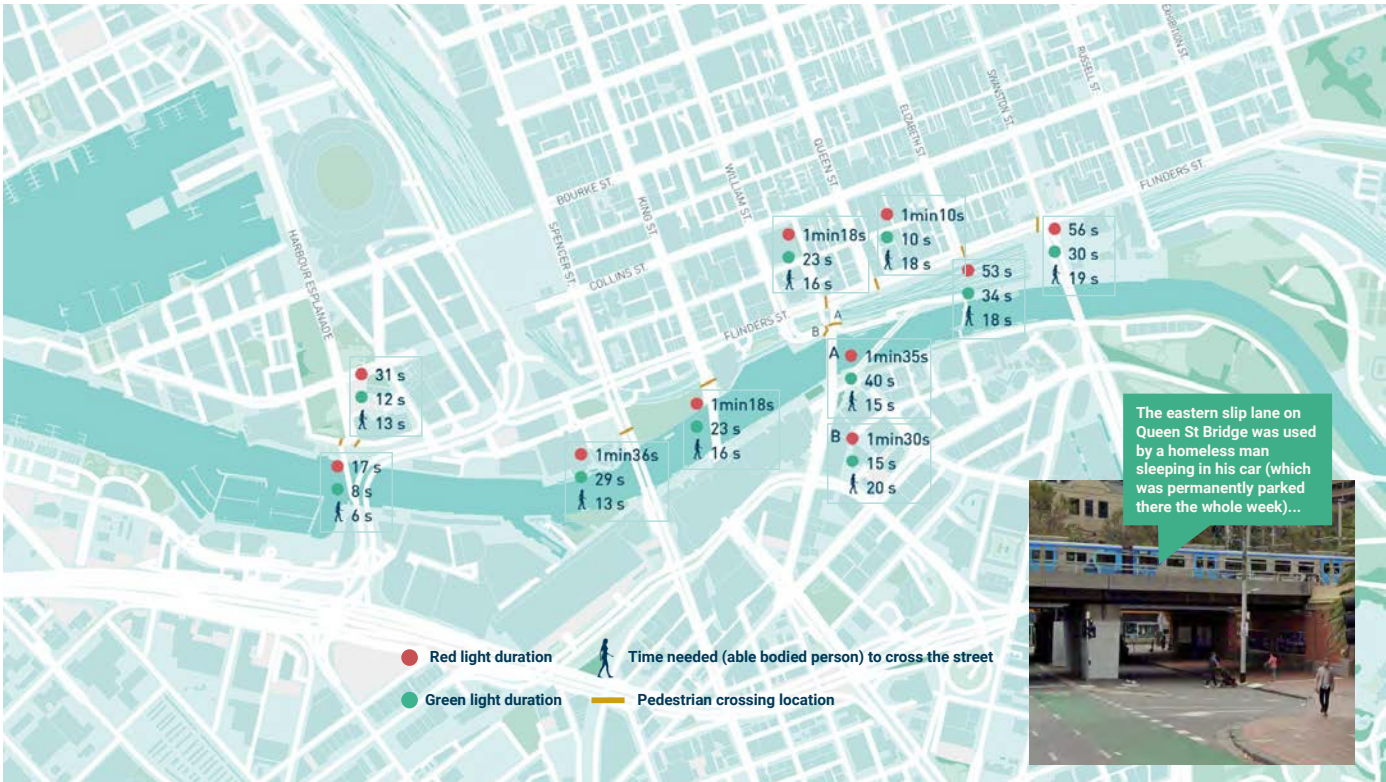 EXHIBITION ST.
RUSSELL ST.
SWANSTON ST.
ELIZABETH ST.
QUEEN ST.
WILLIAM ST.
KING ST.
SPENCER ST.
BOURKE ST.
COLLINS ST.
FLINDERS ST.
FLINDERS ST.
HARBOUR ESPLANADE
1min18s
23 s
16 s
1min10s
10 s
18 s
53 s
34 s
18 s
56 s
30 s
19 s
A
B
A
1min35s
40 s
15 s
B
1min30s
15 s
20 s
31 s
12 s
13 s
17 s
8 s
6 s
1min36s
29 s
13 s
1min18s
23 s
16 s
The eastern slip lane on
Queen St Bridge was used
by a homeless man
sleeping in his car (which
was permanently parked
there the whole week)...
Red light duration
Time needed (able bodied person) to cross the street
Green light duration
Pedestrian crossing location